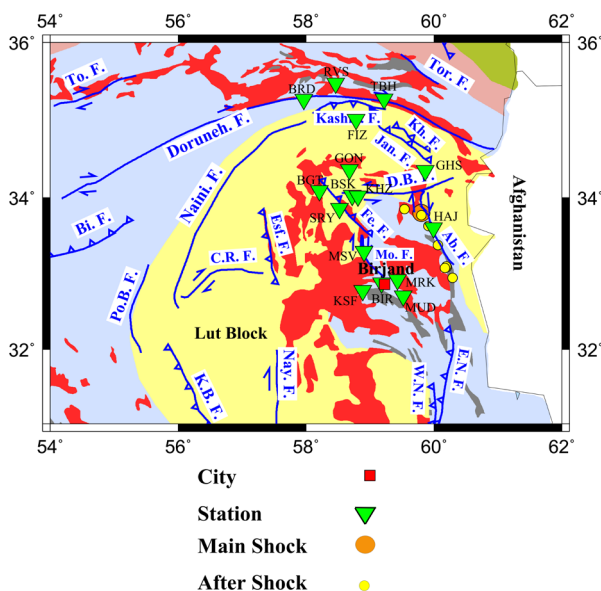 54° 56° 58° 60° 62°
36° 36°
To. F.
Tor. F.
RVS
BRD
TBH
Kash. F.
FIZ
Kh. F.
Doruneh. F.
Jan. F.
GON
GHS
D.B.
BGT
BSK
KHZ
34° 34°
Naini. F.
SRY
Fe. F.
HAJ
Afghanistan
Bi. F.
Esf. F.
Ab. F.
MSV
Mo. F.
C.R. F.
Birjand
MRK
Po.B. F.
KSF
BIR
MUD
Lut Block
32° 32°
K.B. F.
Nay. F.
W.N. F.
E.N. F
54° 56° 58° 60° 62°
City
Station
Main Shock
After Shock